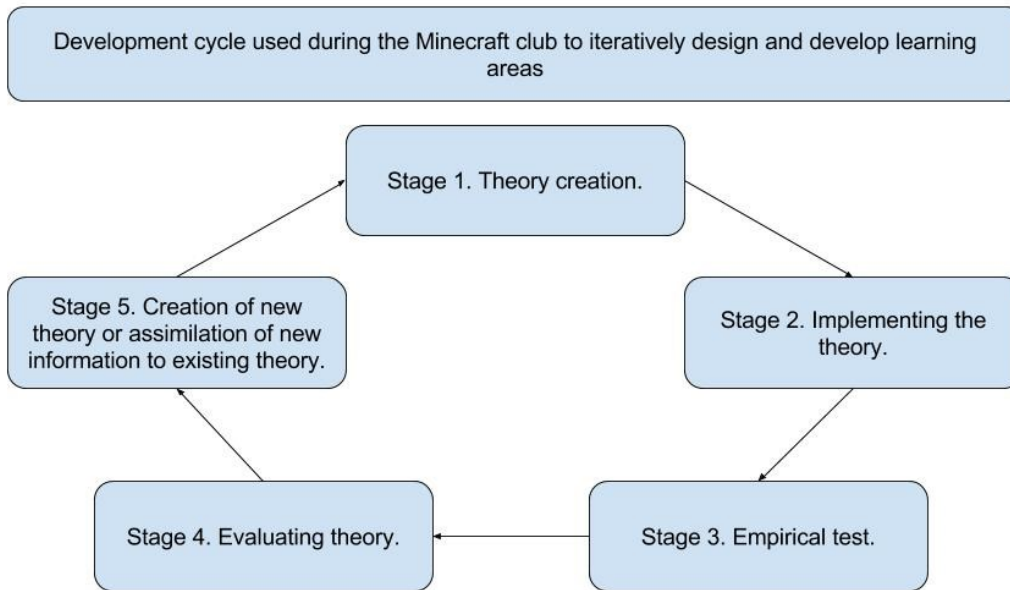 Development cycle used during the Minecraft club to iteratively design and develop learning
areas
Stage 1. Theory creation.
Stage 2. Implementing the
theory.
Stage 3. Empirical test.
Stage 4. Evaluating theory.
Stage 5. Creation of new
theory or assimilation of new
information to existing theory.